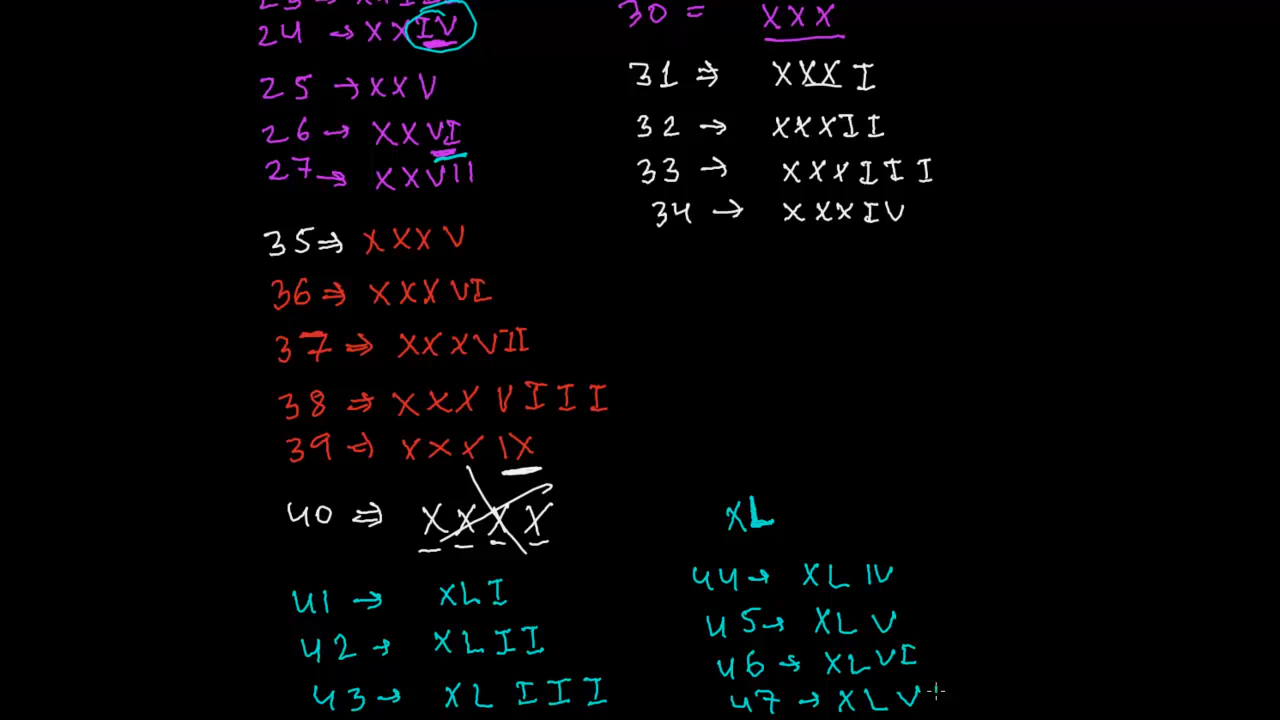 24 → XXIV
25 → XXV
26 → XXVI
27 → XXVII
30 = XXX
31 ⇒ XXXI
32 → XXXII
33 → XXXIII
34 → XXXIV
35 ⇒ XXXV
36 ⇒ XXXVI
37 ⇒ XXXVII
38 ⇒ XXXVIII
39 ⇒ XXXIX
40 ⇒ XXXX XL
41 → XLI
42 → XLII
43 → XLIII
44 → XLIV
45 → XLV
46 → XLVI
47 → XLV